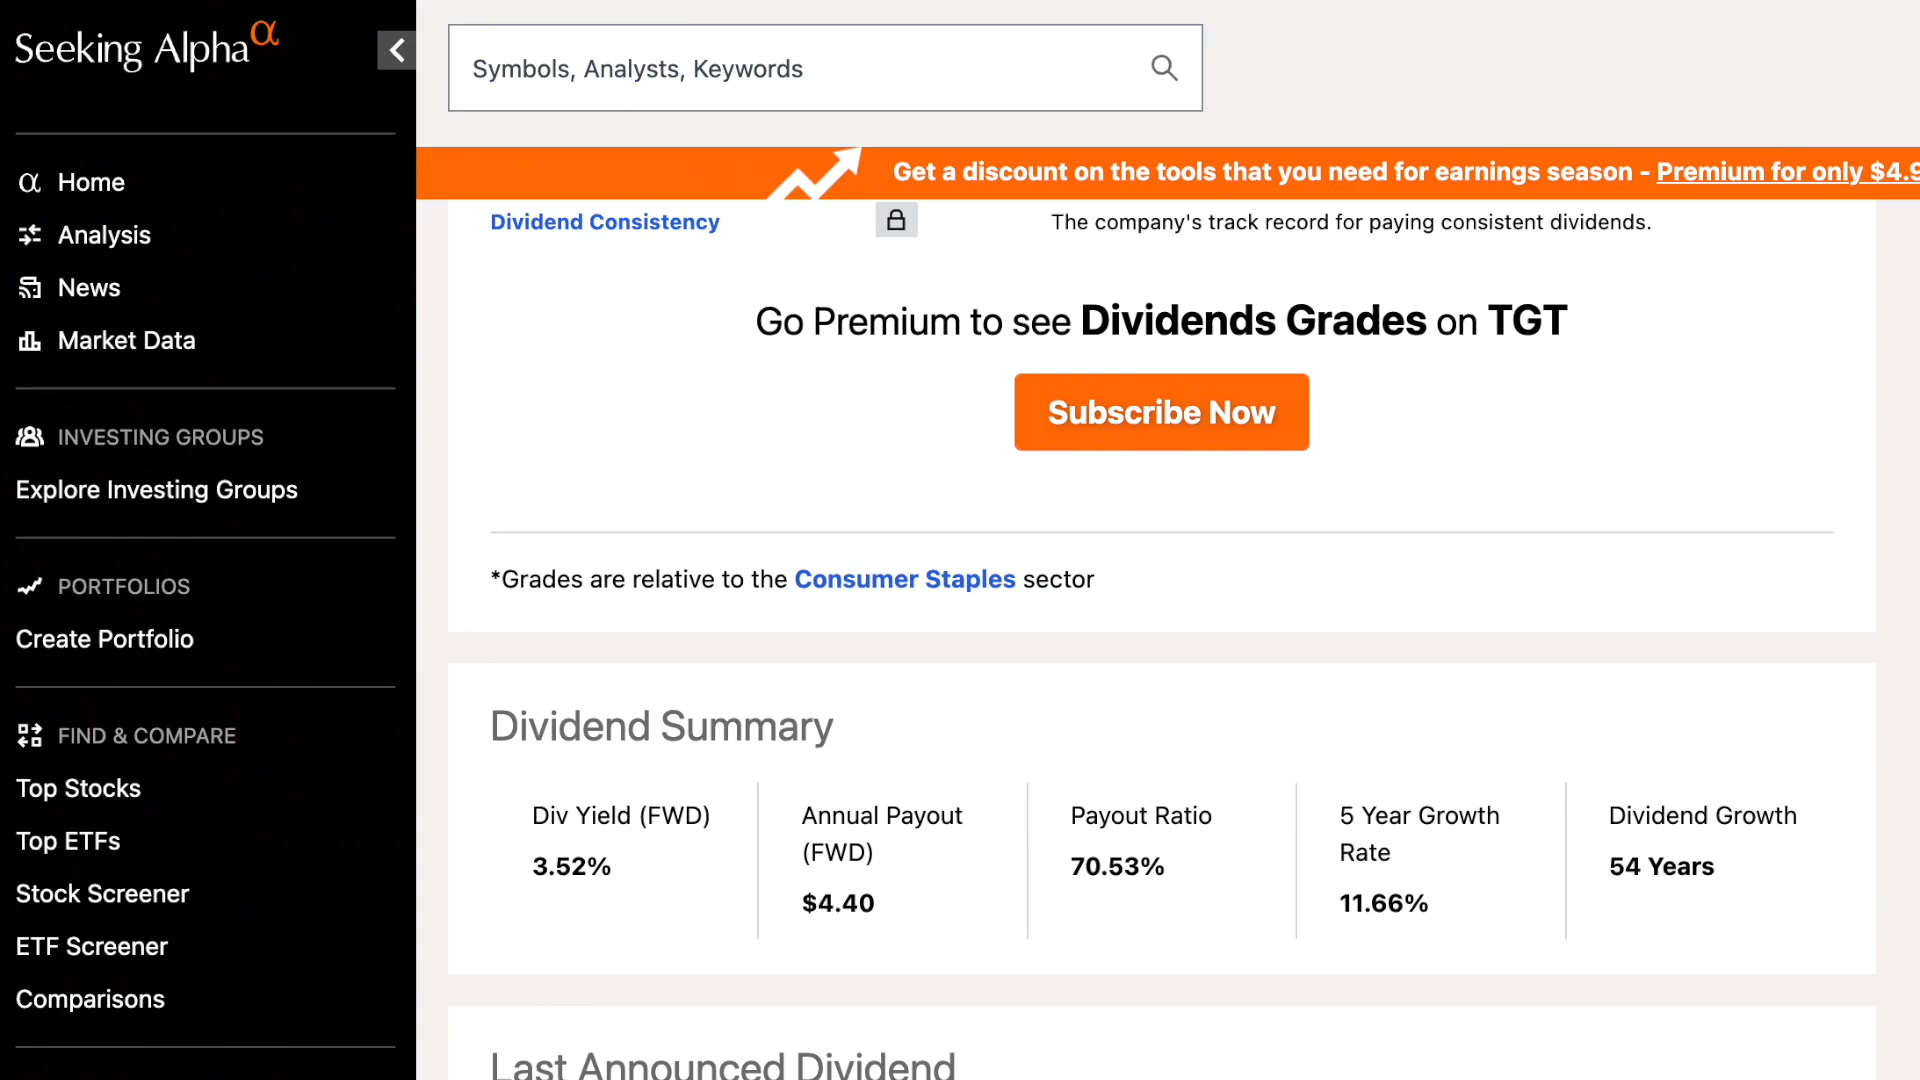 Seeking Alpha α
Symbols, Analysts, Keywords
Get a discount on the tools that you need for earnings season - Premium for only $4.9
Home
Analysis
News
Market Data
INVESTING GROUPS
Explore Investing Groups
PORTFOLIOS
Create Portfolio
FIND & COMPARE
Top Stocks
Top ETFs
Stock Screener
ETF Screener
Comparisons
Dividend Consistency
The company's track record for paying consistent dividends.
Go Premium to see Dividends Grades on TGT
Subscribe Now
*Grades are relative to the Consumer Staples sector
Dividend Summary
Div Yield (FWD)
3.52%
Annual Payout
(FWD)
$4.40
Payout Ratio
70.53%
5 Year Growth
Rate
11.66%
Dividend Growth
54 Years
Last Announced Dividend